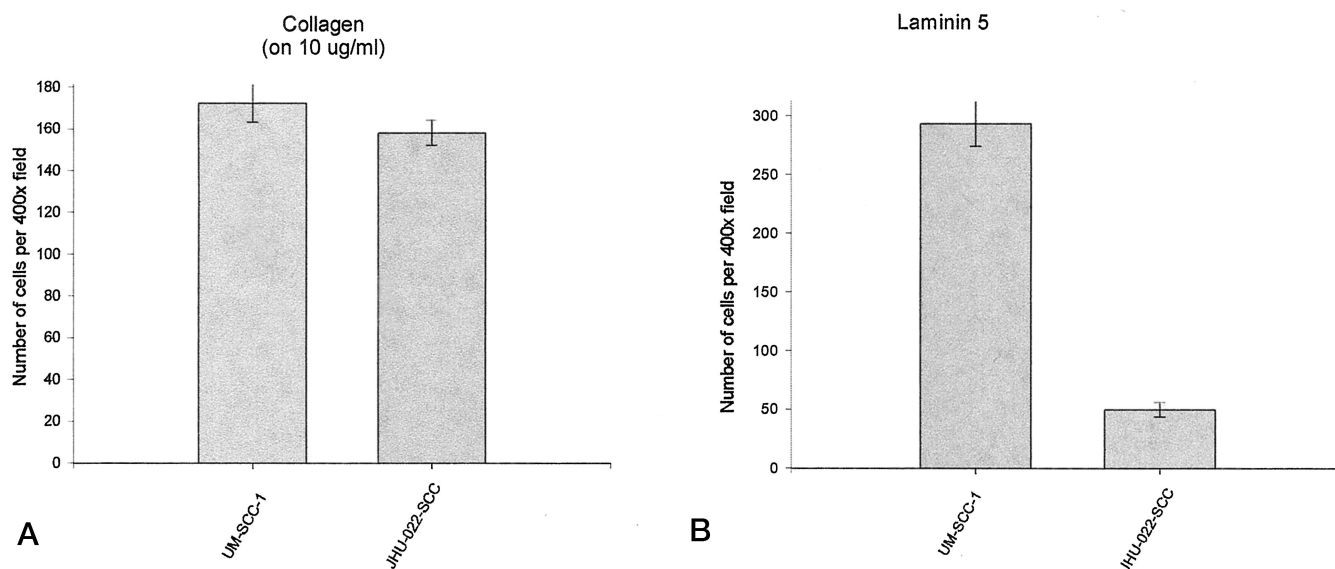 Collagen
(on 10 ug/ml)
Number of cells per 400x field
180
160
140
120
100
80
60
40
20
0
UM-SCC-1
JHU-022-SCC
A
Laminin 5
Number of cells per 400x field
300
250
200
150
100
50
0
UM-SCC-1
IHU-022-SCC
B